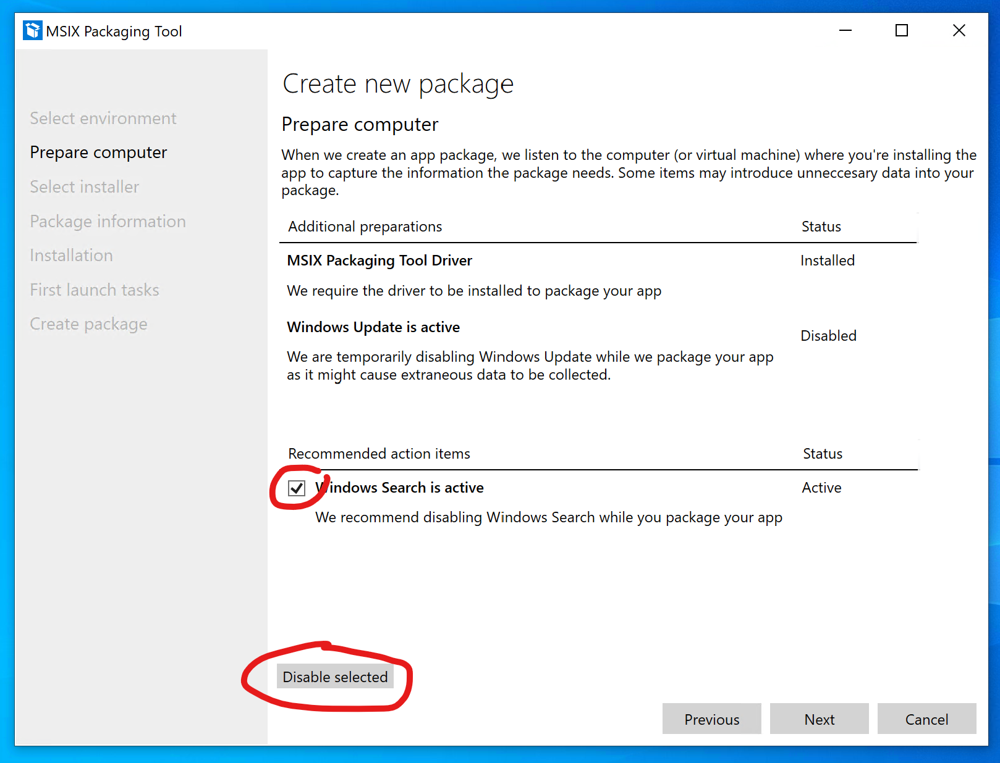 MSIX Packaging Tool
Select environment
Prepare computer
Select installer
Package information
Installation
First launch tasks
Create package
Create new package
Prepare computer
When we create an app package, we listen to the computer (or virtual machine) where you're installing the
app to capture the information the package needs. Some items may introduce unneccesary data into your
package.
Additional preparations Status
MSIX Packaging Tool Driver Installed
We require the driver to be installed to package your app
Windows Update is active
Disabled
We are temporarily disabling Windows Update while we package your app
as it might cause extraneous data to be collected.
Recommended action items Status
Windows Search is active Active
We recommend disabling Windows Search while you package your app
Disable selected
Previous Next Cancel